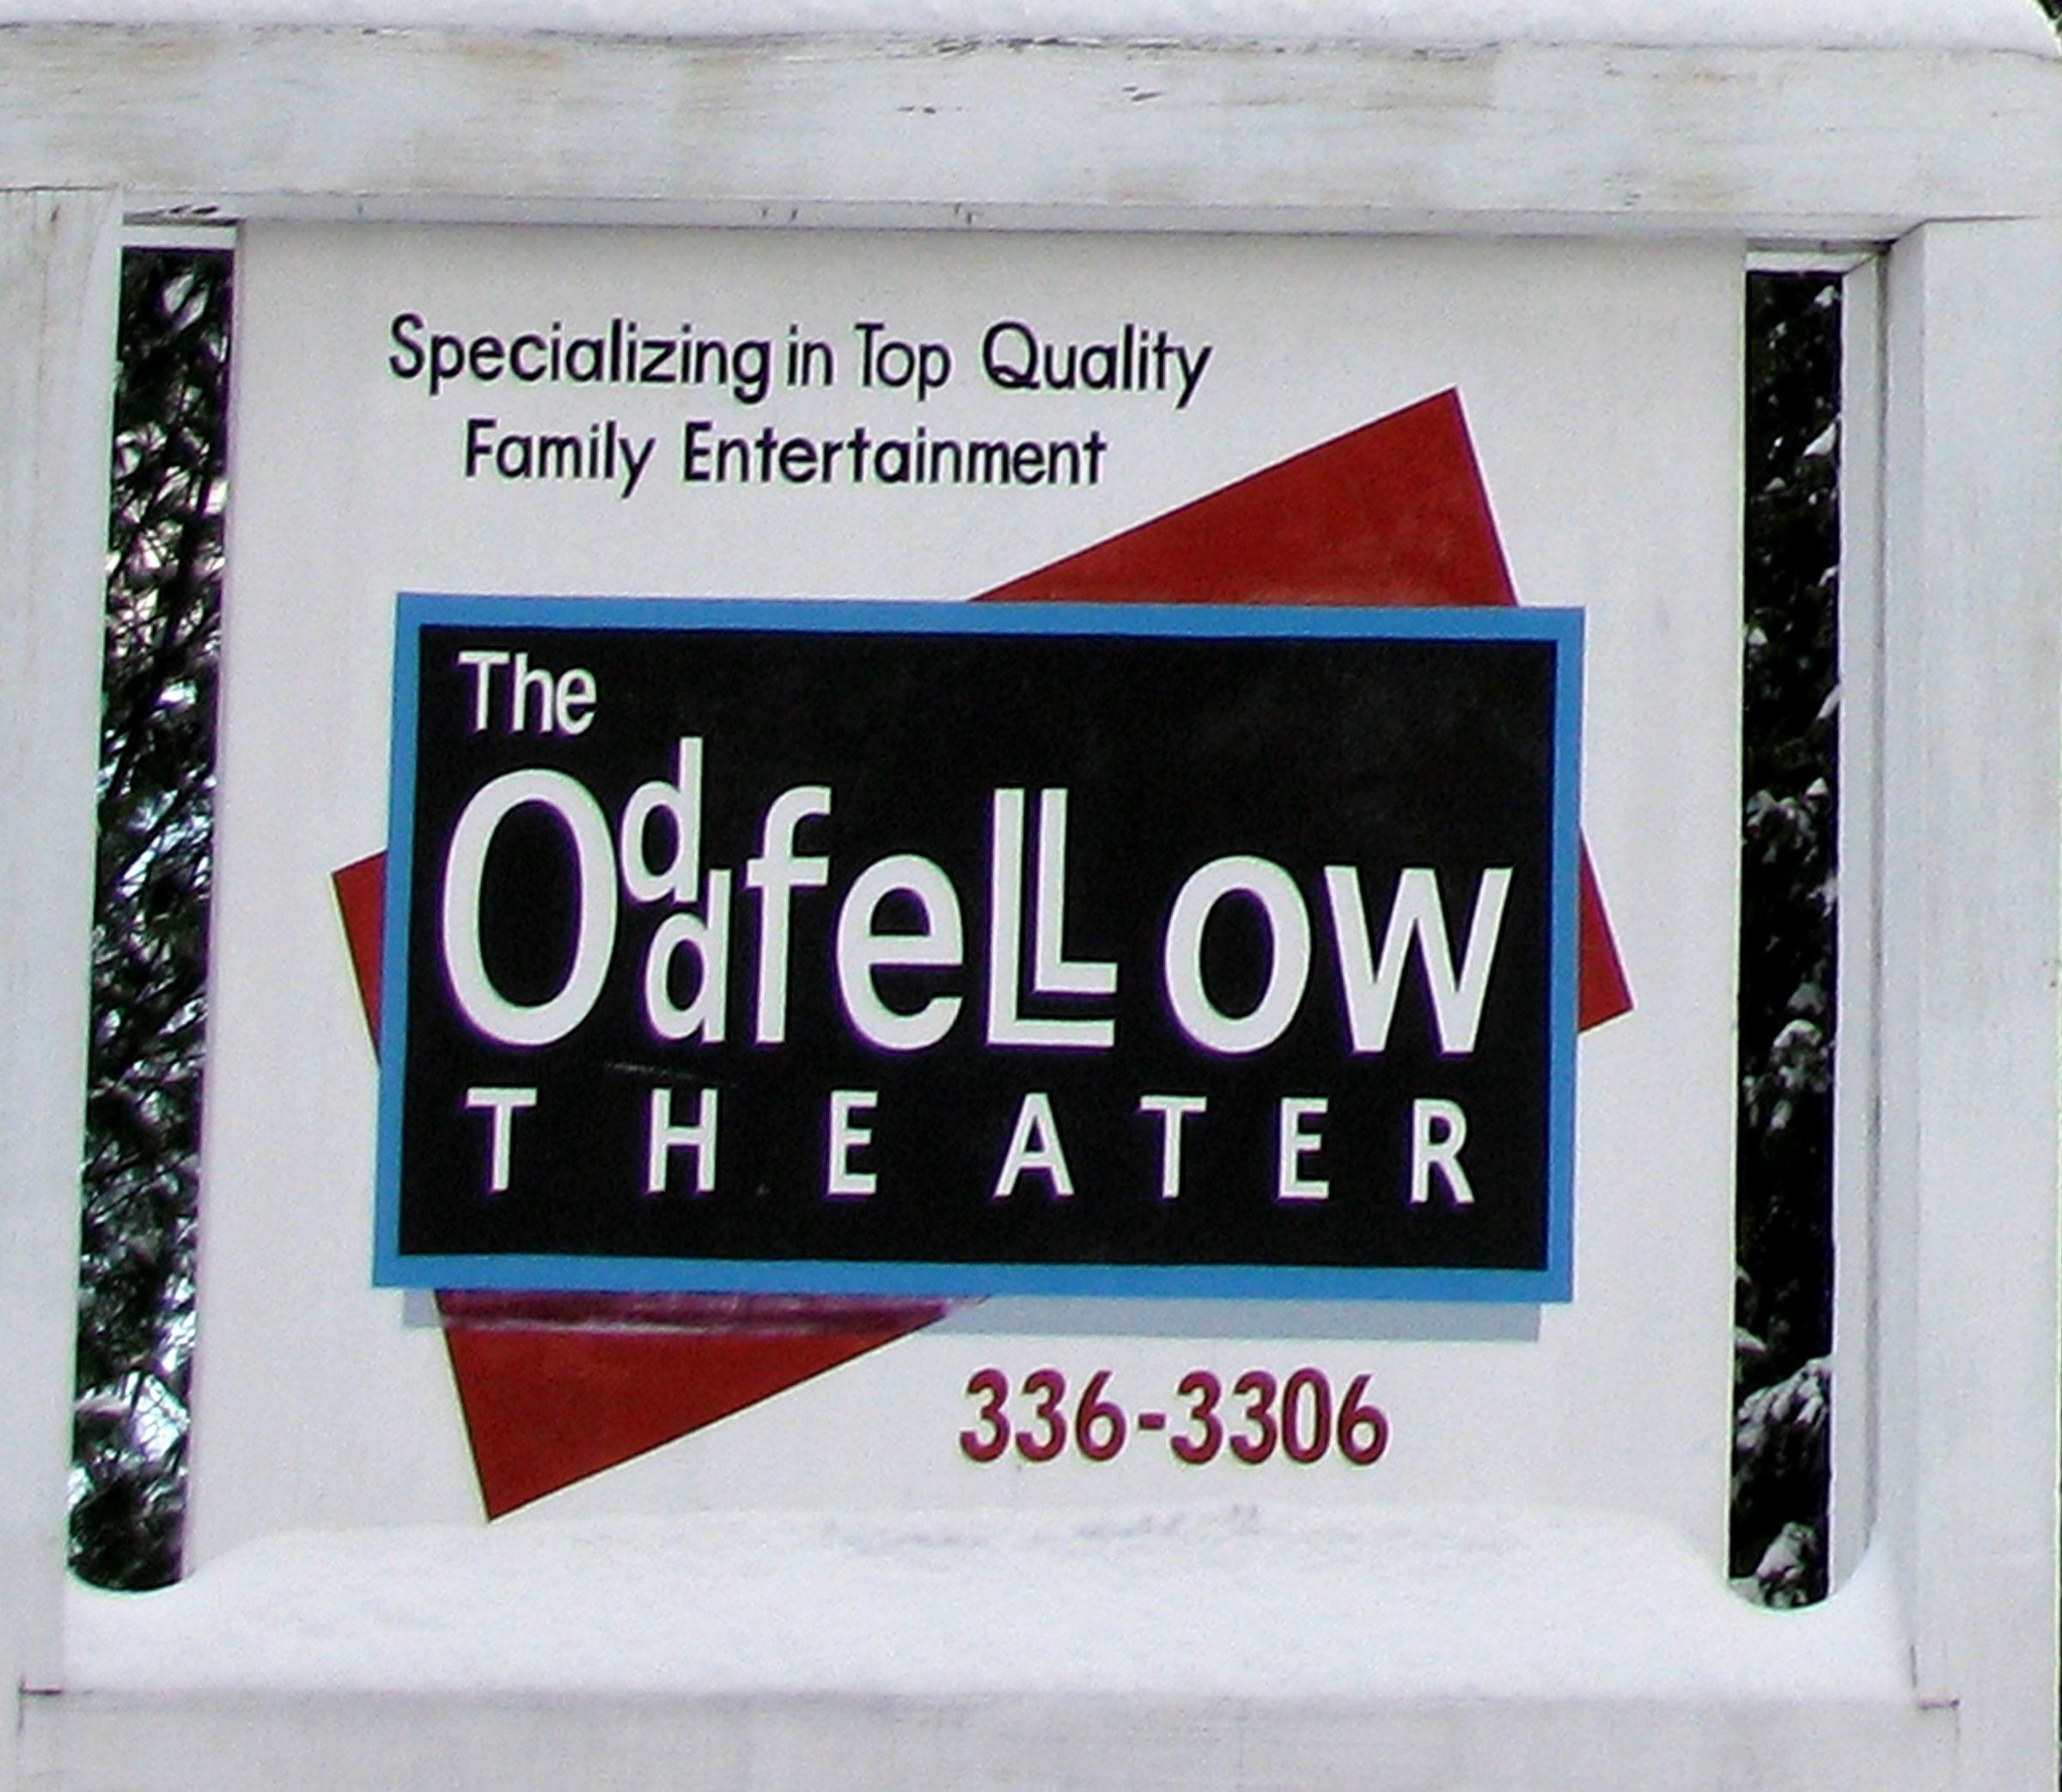 Specializing in Top Quality
Family Entertainment
The
OddfeLLow
THEATER
336-3306